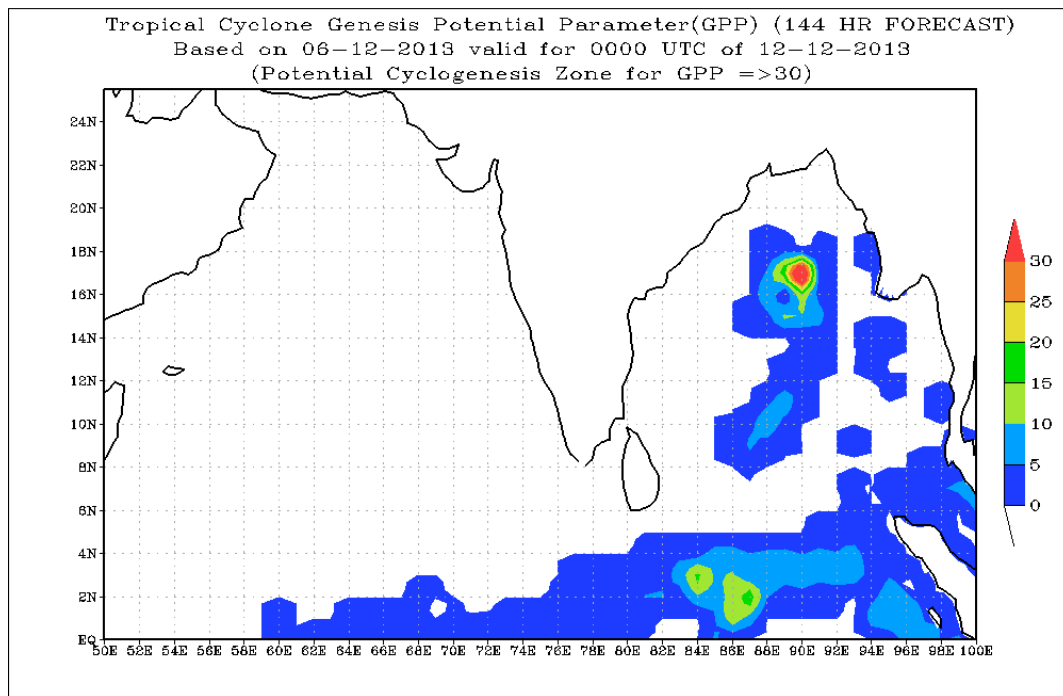 Tropical Cyclone Genesis Potential Parameter(GPP) (144 HR FORECAST)
Based on 06-12-2013 valid for 0000 UTC of 12-12-2013
(Potential Cyclogenesis Zone for GPP =>30)
24N
22N
20N
18N
16N
14N
12N
10N
8N
6N
4N
2N
EQ
50E 52E 54E 56E 58E 60E 62E 64E 66E 68E 70E 72E 74E 76E 78E 80E 82E 84E 86E 88E 90E 92E 94E 96E 98E 100E
30
25
20
15
10
5
0